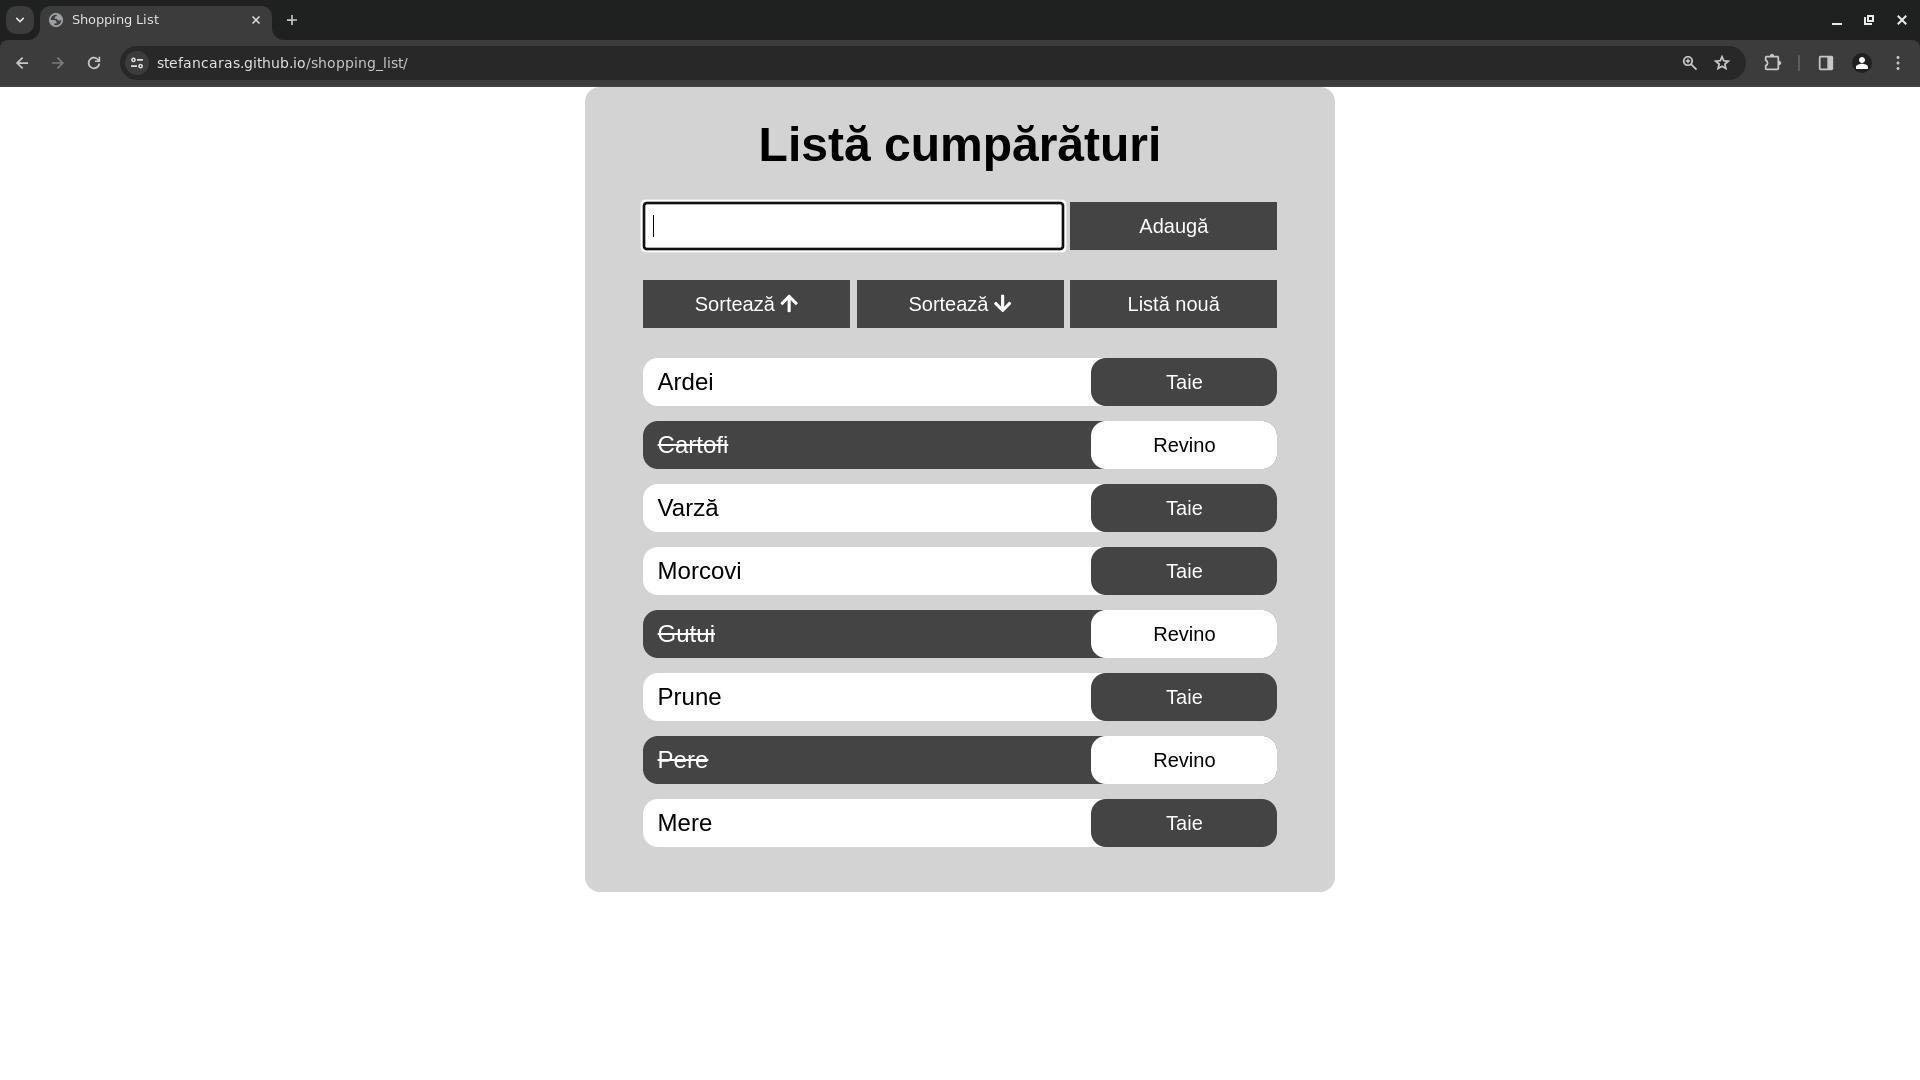 Shopping List
stefancaras.github.io/shopping_list/
Listă cumpărături
Adaugă
Sortează Sortează Listă nouă
Ardei Taie
Cartofi Revino
Varză Taie
Morcovi Taie
Gutui Revino
Prune Taie
Pere Revino
Mere Taie